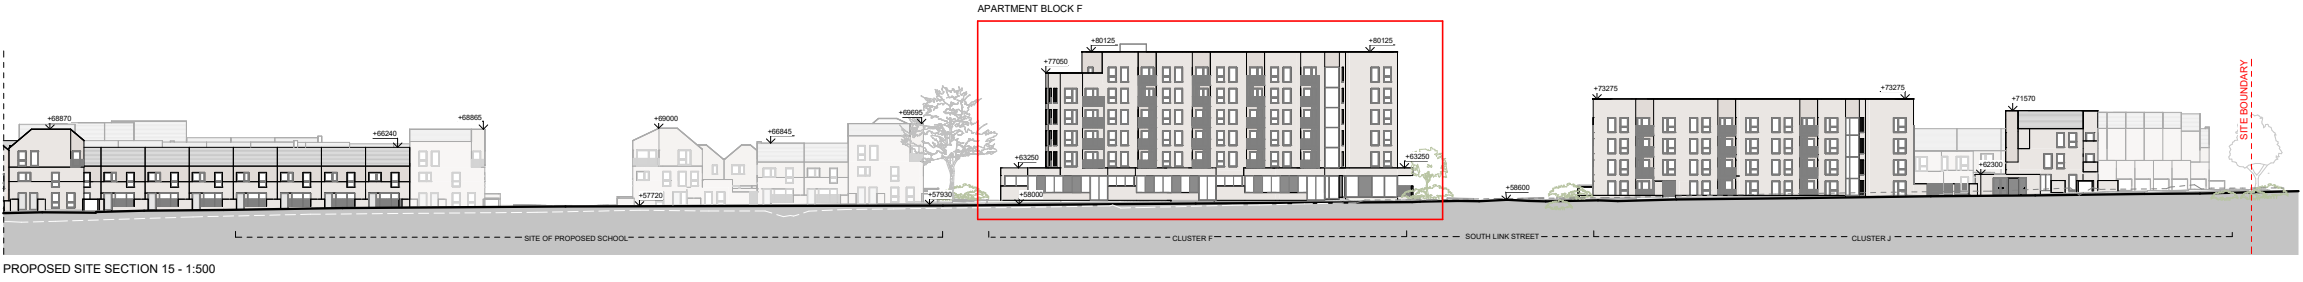 APARTMENT BLOCK F
+80125
+80125
+77050
+73275
+73275
+71570
+68870
+66240
+68865
+69000
+66845
+69695
+63250
+63250
+62300
+57720
+57930
+58000
+58600
SITE BOUNDARY
SITE OF PROPOSED SCHOOL
CLUSTER F
SOUTH LINK STREET
CLUSTER J
PROPOSED SITE SECTION 15 - 1:500